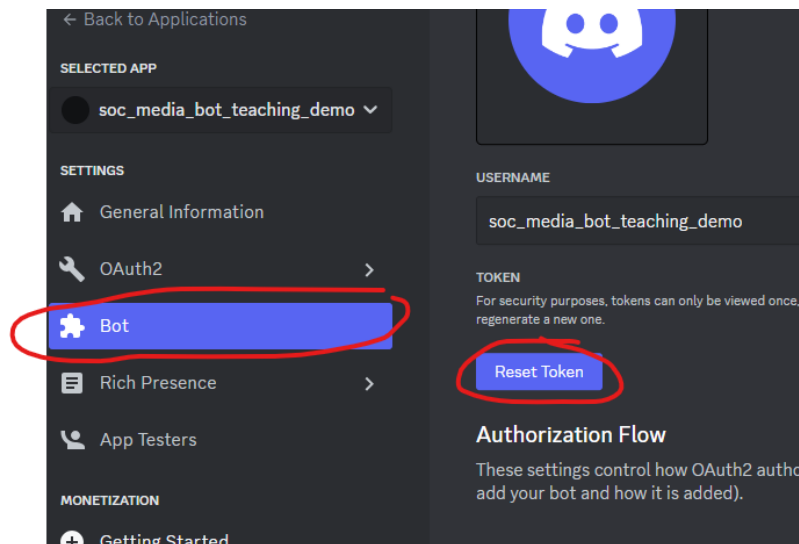 ← Back to Applications
SELECTED APP
soc_media_bot_teaching_demo
SETTINGS
General Information
OAuth2
Bot
Rich Presence
App Testers
MONETIZATION
Getting Started
USERNAME
soc_media_bot_teaching_demo
TOKEN
For security purposes, tokens can only be viewed once,
regenerate a new one.
Reset Token
Authorization Flow
These settings control how OAuth2
add your bot and how it is added).